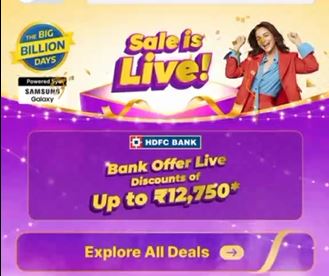 THE BIG
BILLION
DAYS
Powered by
SAMSUNG
Galaxy
Sale is
Live!
HDFC BANK
Bank Offer Live
Discounts of
Up to ₹12,750*
Explore All Deals